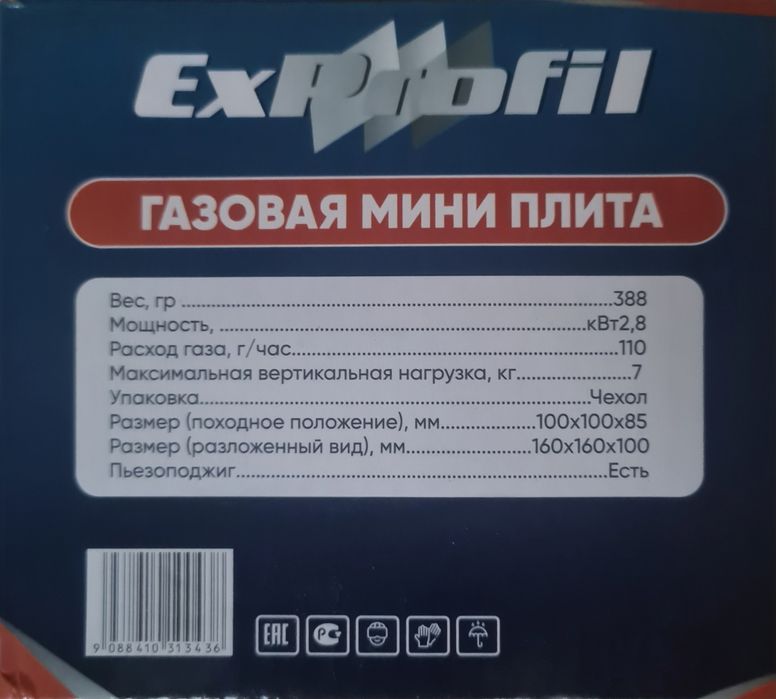 ExProfil
ГАЗОВАЯ МИНИ ПЛИТА
Вес, гр ...............................................................388
Мощность, ......................................................кВт2,8
Расход газа, г/час................................................110
Максимальная вертикальная нагрузка, кг.................7
Упаковка..........................................................Чехол
Размер (походное положение), мм..............100x100x85
Размер (разложенный вид), мм..................160x160x100
Пьезоподжиг......................................................Есть
9 088410 313436
ЕАС
РСТ